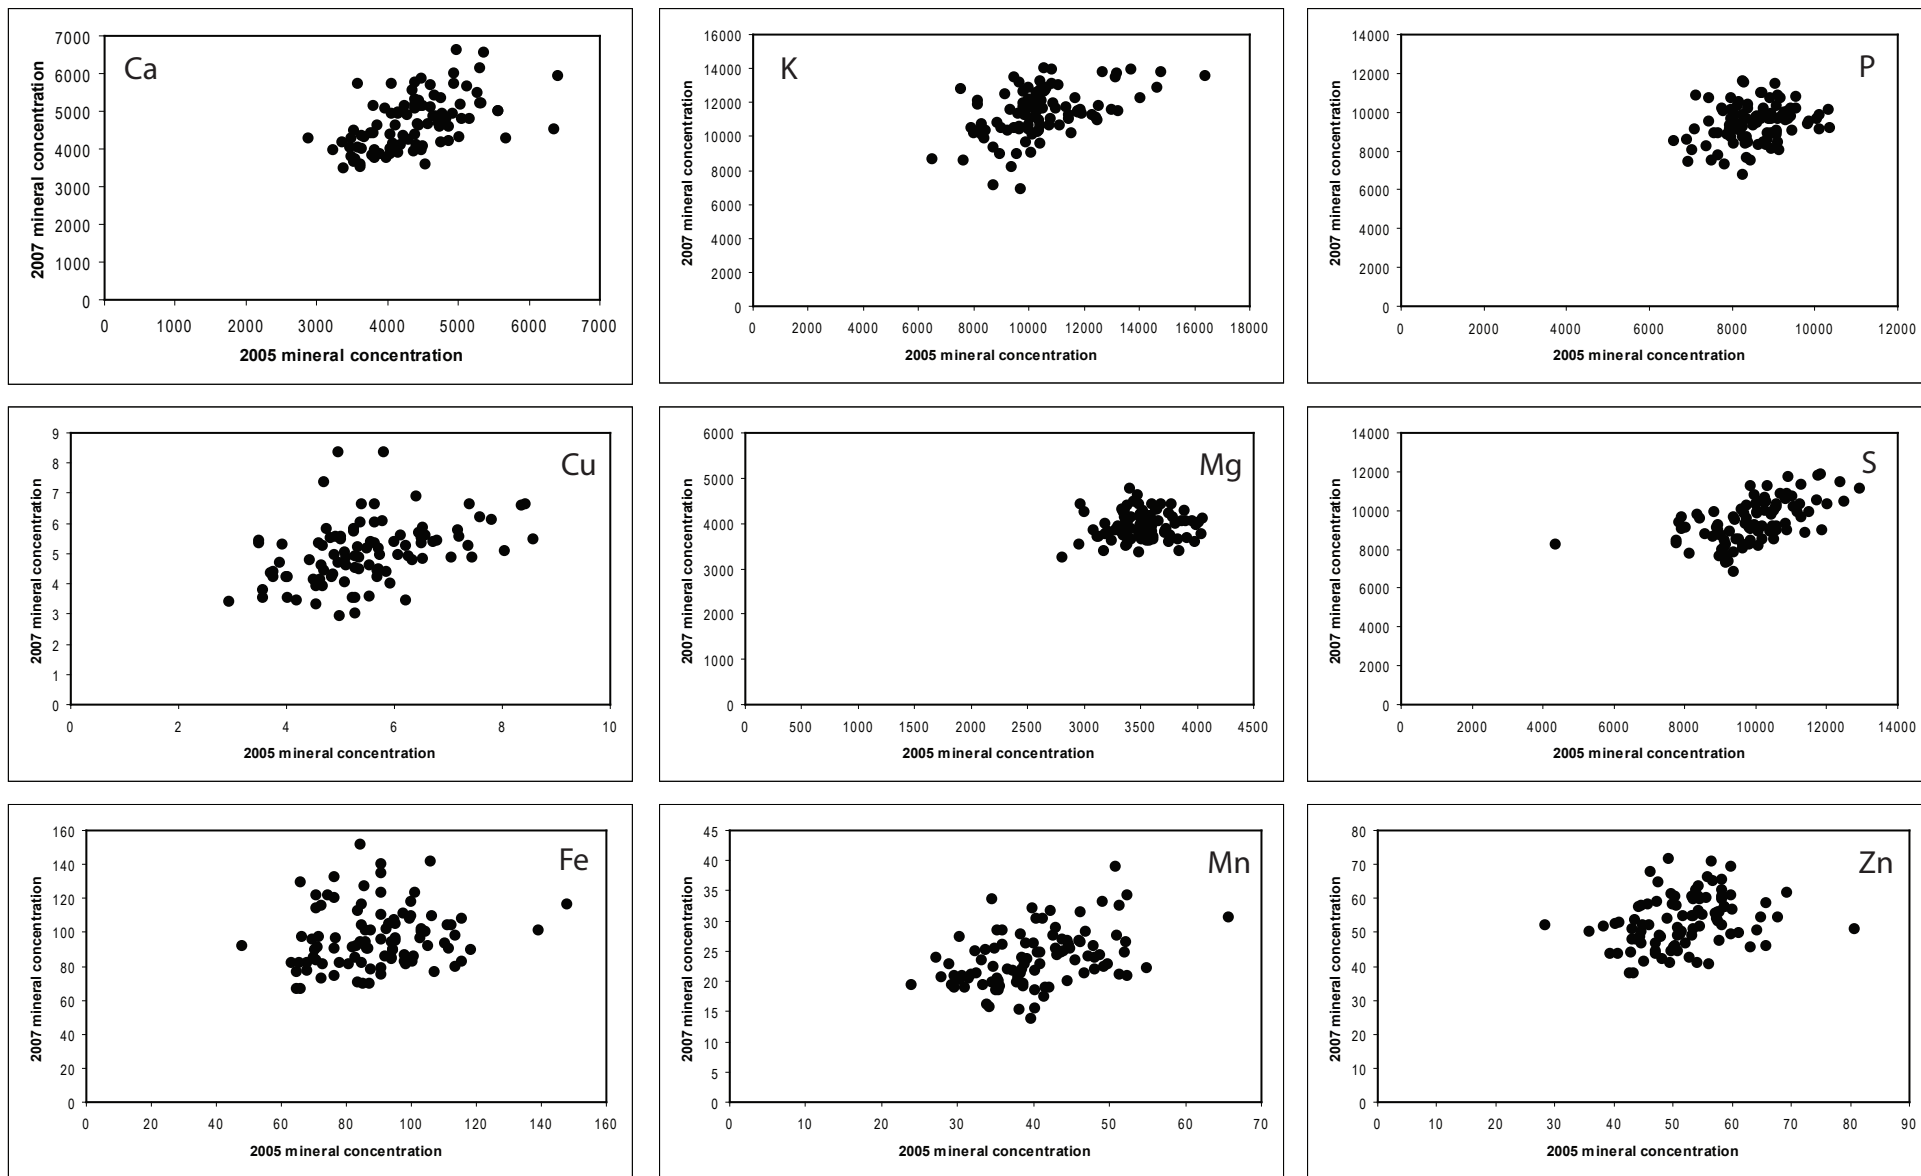 7000
6000
5000
4000
3000
2000
1000
0
Ca
2007 mineral concentration
0 1000 2000 3000 4000 5000 6000 7000
2005 mineral concentration
16000
14000
12000
10000
8000
6000
4000
2000
0
K
2007 mineral concentration
0 2000 4000 6000 8000 10000 12000 14000 16000 18000
2005 mineral concentration
14000
12000
10000
8000
6000
4000
2000
0
P
2007 mineral concentration
0 2000 4000 6000 8000 10000 12000
2005 mineral concentration
9
8
7
6
5
4
3
2
1
0
Cu
2007 mineral concentration
0 2 4 6 8 10
2005 mineral concentration
6000
5000
4000
3000
2000
1000
0
Mg
2007 mineral concentration
0 500 1000 1500 2000 2500 3000 3500 4000 4500
2005 mineral concentration
14000
12000
10000
8000
6000
4000
2000
0
S
2007 mineral concentration
0 2000 4000 6000 8000 10000 12000 14000
2005 mineral concentration
160
140
120
100
80
60
40
20
0
Fe
2007 mineral concentration
0 20 40 60 80 100 120 140 160
2005 mineral concentration
45
40
35
30
25
20
15
10
5
0
Mn
2007 mineral concentration
0 10 20 30 40 50 60 70
2005 mineral concentration
80
70
60
50
40
30
20
10
0
Zn
2007 mineral concentration
0 10 20 30 40 50 60 70 80 90
2005 mineral concentration